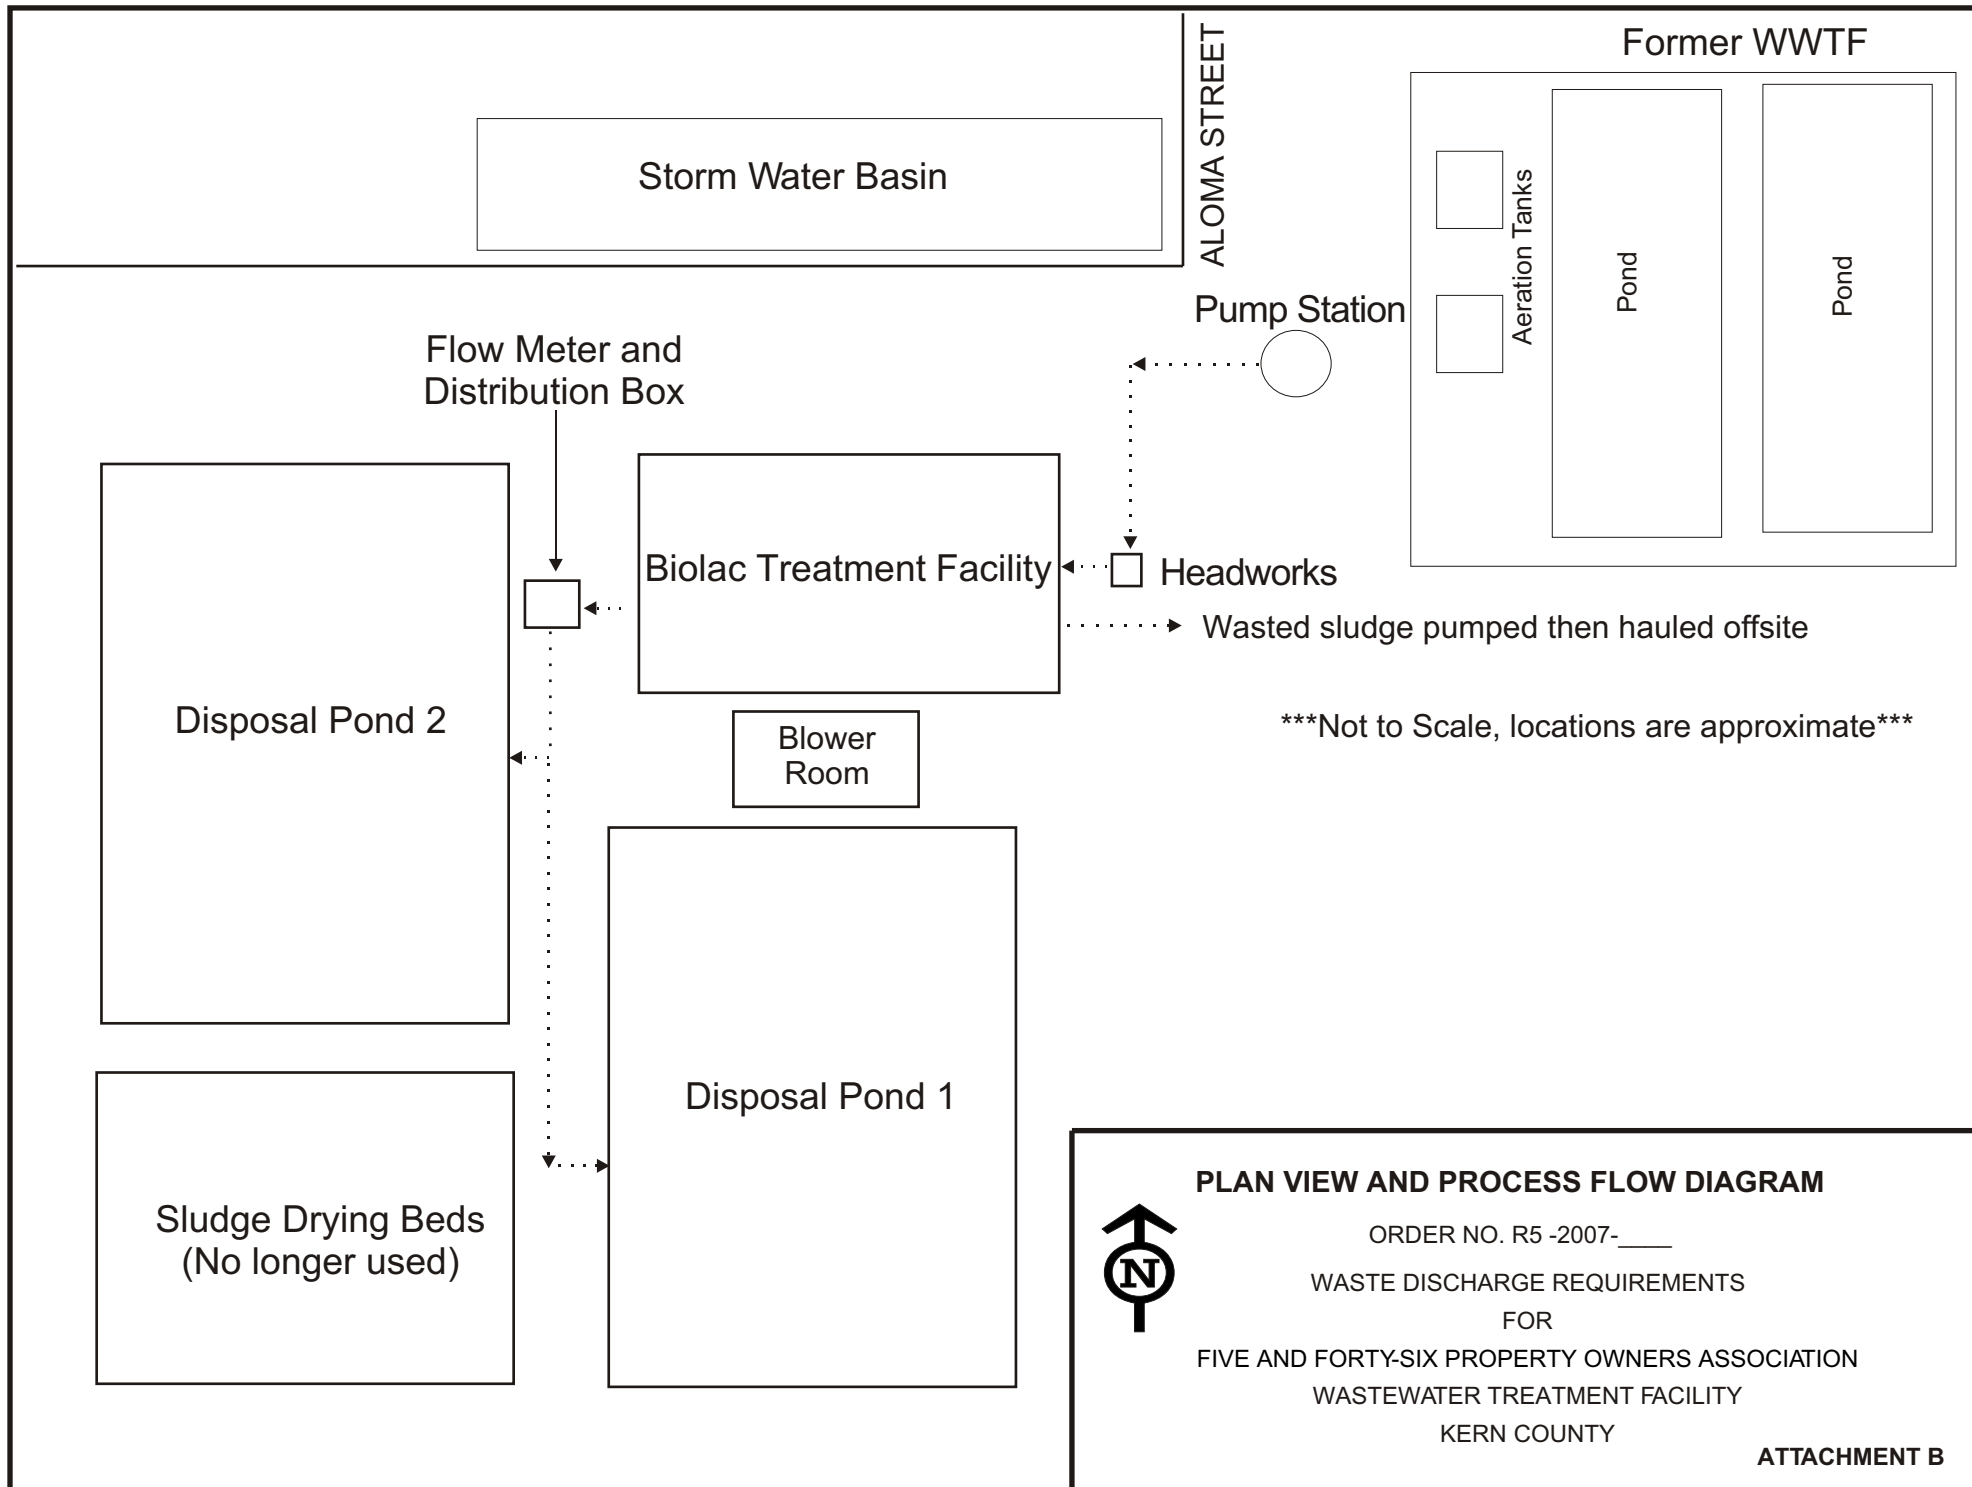 Former WWTF
ALOMA STREET
Storm Water Basin
Aeration Tanks
Pond
Pond
Pump Station
Flow Meter and
Distribution Box
Biolac Treatment Facility
Headworks
Wasted sludge pumped then hauled offsite
Disposal Pond 2
***Not to Scale, locations are approximate***
Blower
Room
Disposal Pond 1
Sludge Drying Beds
(No longer used)
PLAN VIEW AND PROCESS FLOW DIAGRAM
ORDER NO. R5 -2007-____
N
WASTE DISCHARGE REQUIREMENTS
FOR
FIVE AND FORTY-SIX PROPERTY OWNERS ASSOCIATION
WASTEWATER TREATMENT FACILITY
KERN COUNTY
ATTACHMENT B